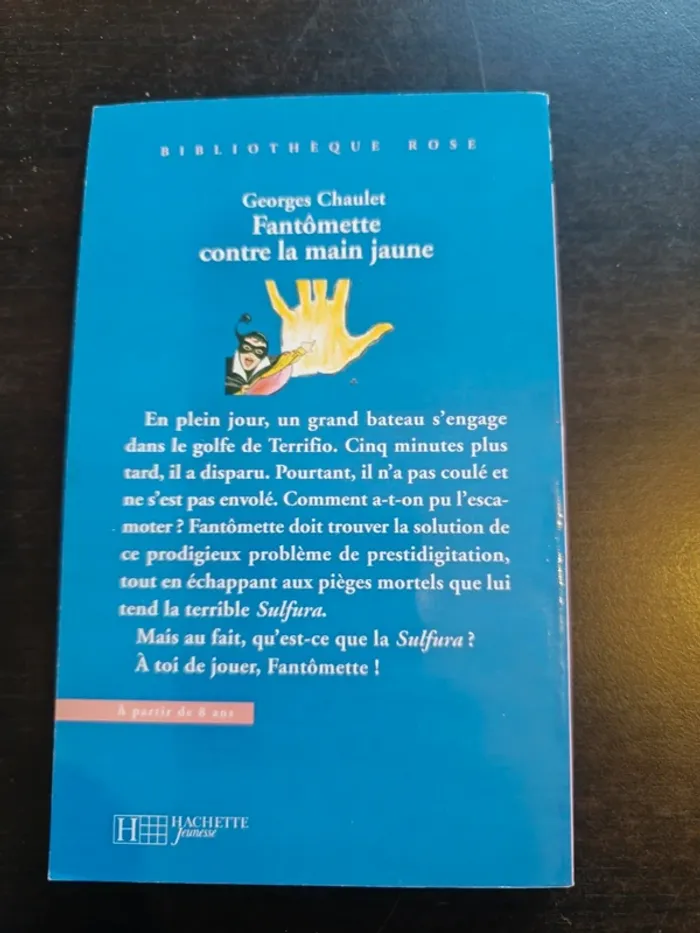 BIBLIOTHÈQUE ROSE
Georges Chaulet
Fantômette
contre la main jaune
En plein jour, un grand bateau s'engage
dans le golfe de Terrifio. Cinq minutes plus
tard, il a disparu. Pourtant, il n'a pas coulé et
ne s'est pas envolé. Comment a-t-on pu l'esca-
moter ? Fantômette doit trouver la solution de
ce prodigieux problème de prestidigitation,
tout en échappant aux pièges mortels que lui
tend la terrible Sulfura.
Mais au fait, qu'est-ce que la Sulfura ?
À toi de jouer, Fantômette !
À partir de 8 ans
H HACHETTE
Jeunesse